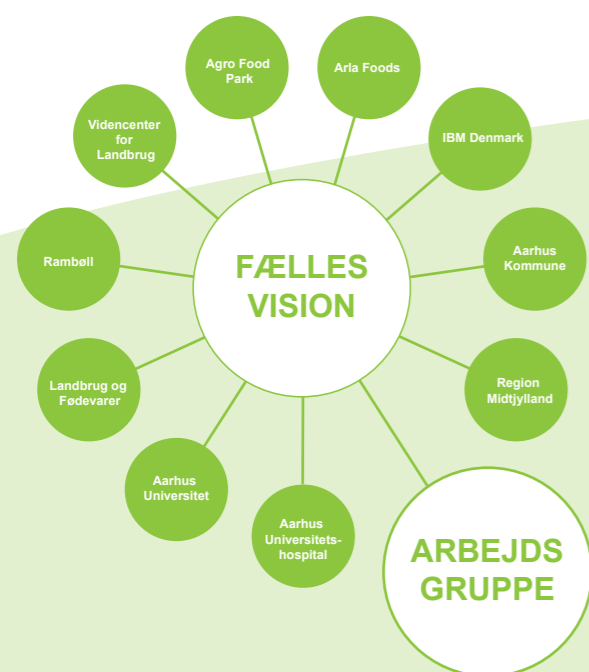 Agro Food
Park
Arla Foods
Videncenter
for
Landbrug
IBM Denmark
FÆLLES
VISION
Rambøll
Aarhus
Kommune
Landbrug og
Fødevarer
Region
Midtjylland
Aarhus
Universitet
Aarhus
Universitets-
hospital
ARBEJDS
GRUPPE